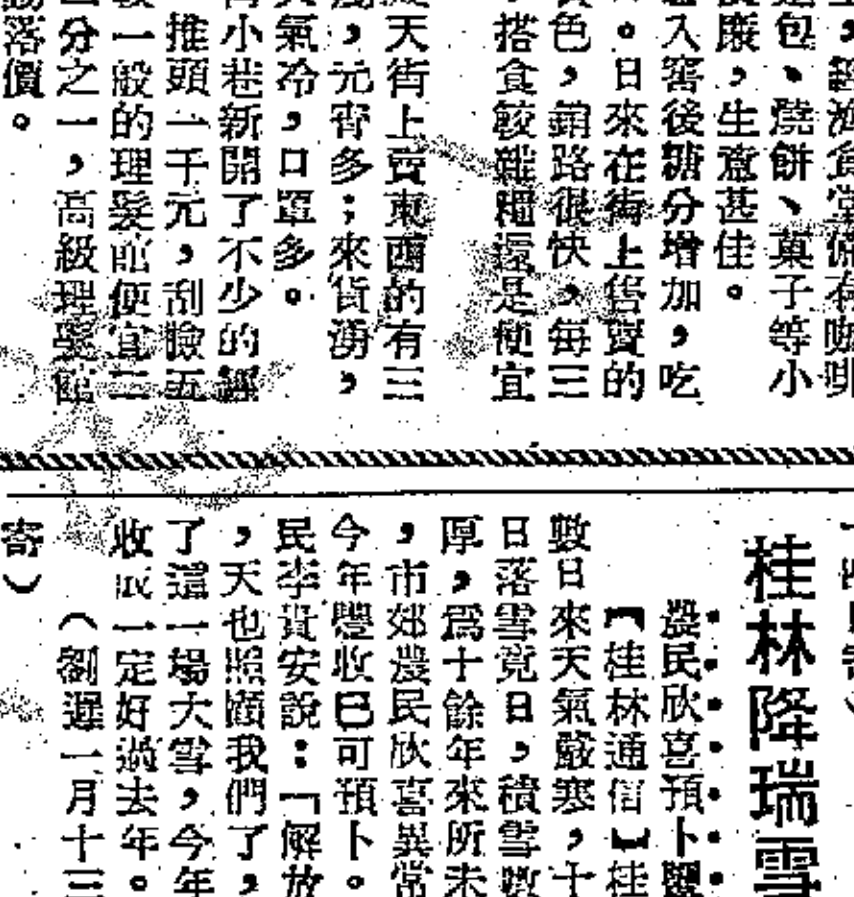 包、燒餅、菓子等小
廉，生意甚佳。
入窖後糖分增加，吃
。日來在街上售賣的
色，銷路很快，每三
搭食較雜糧還是便宜
天街上賣東西的有三
，元宵多；來貨湧，
氣冷，口罩多。
小巷新開了不少的理
推頭一千元，刮臉五
一般的理髮館便宜二
分之一，高級理髮館
落價。
桂林降瑞雪
農民欣喜預卜豐
【桂林通信】桂
數日來天氣嚴寒，十
日落雪竟日，積雪數
厚，爲十餘年來所未
，市郊農民欣喜異常
今年豐收已可預卜。
民李貴安說：「解放
，天也照顧我們了，
了這一場大雪，今年
收成一定好過去年。
（劉遲一月十三
寄）